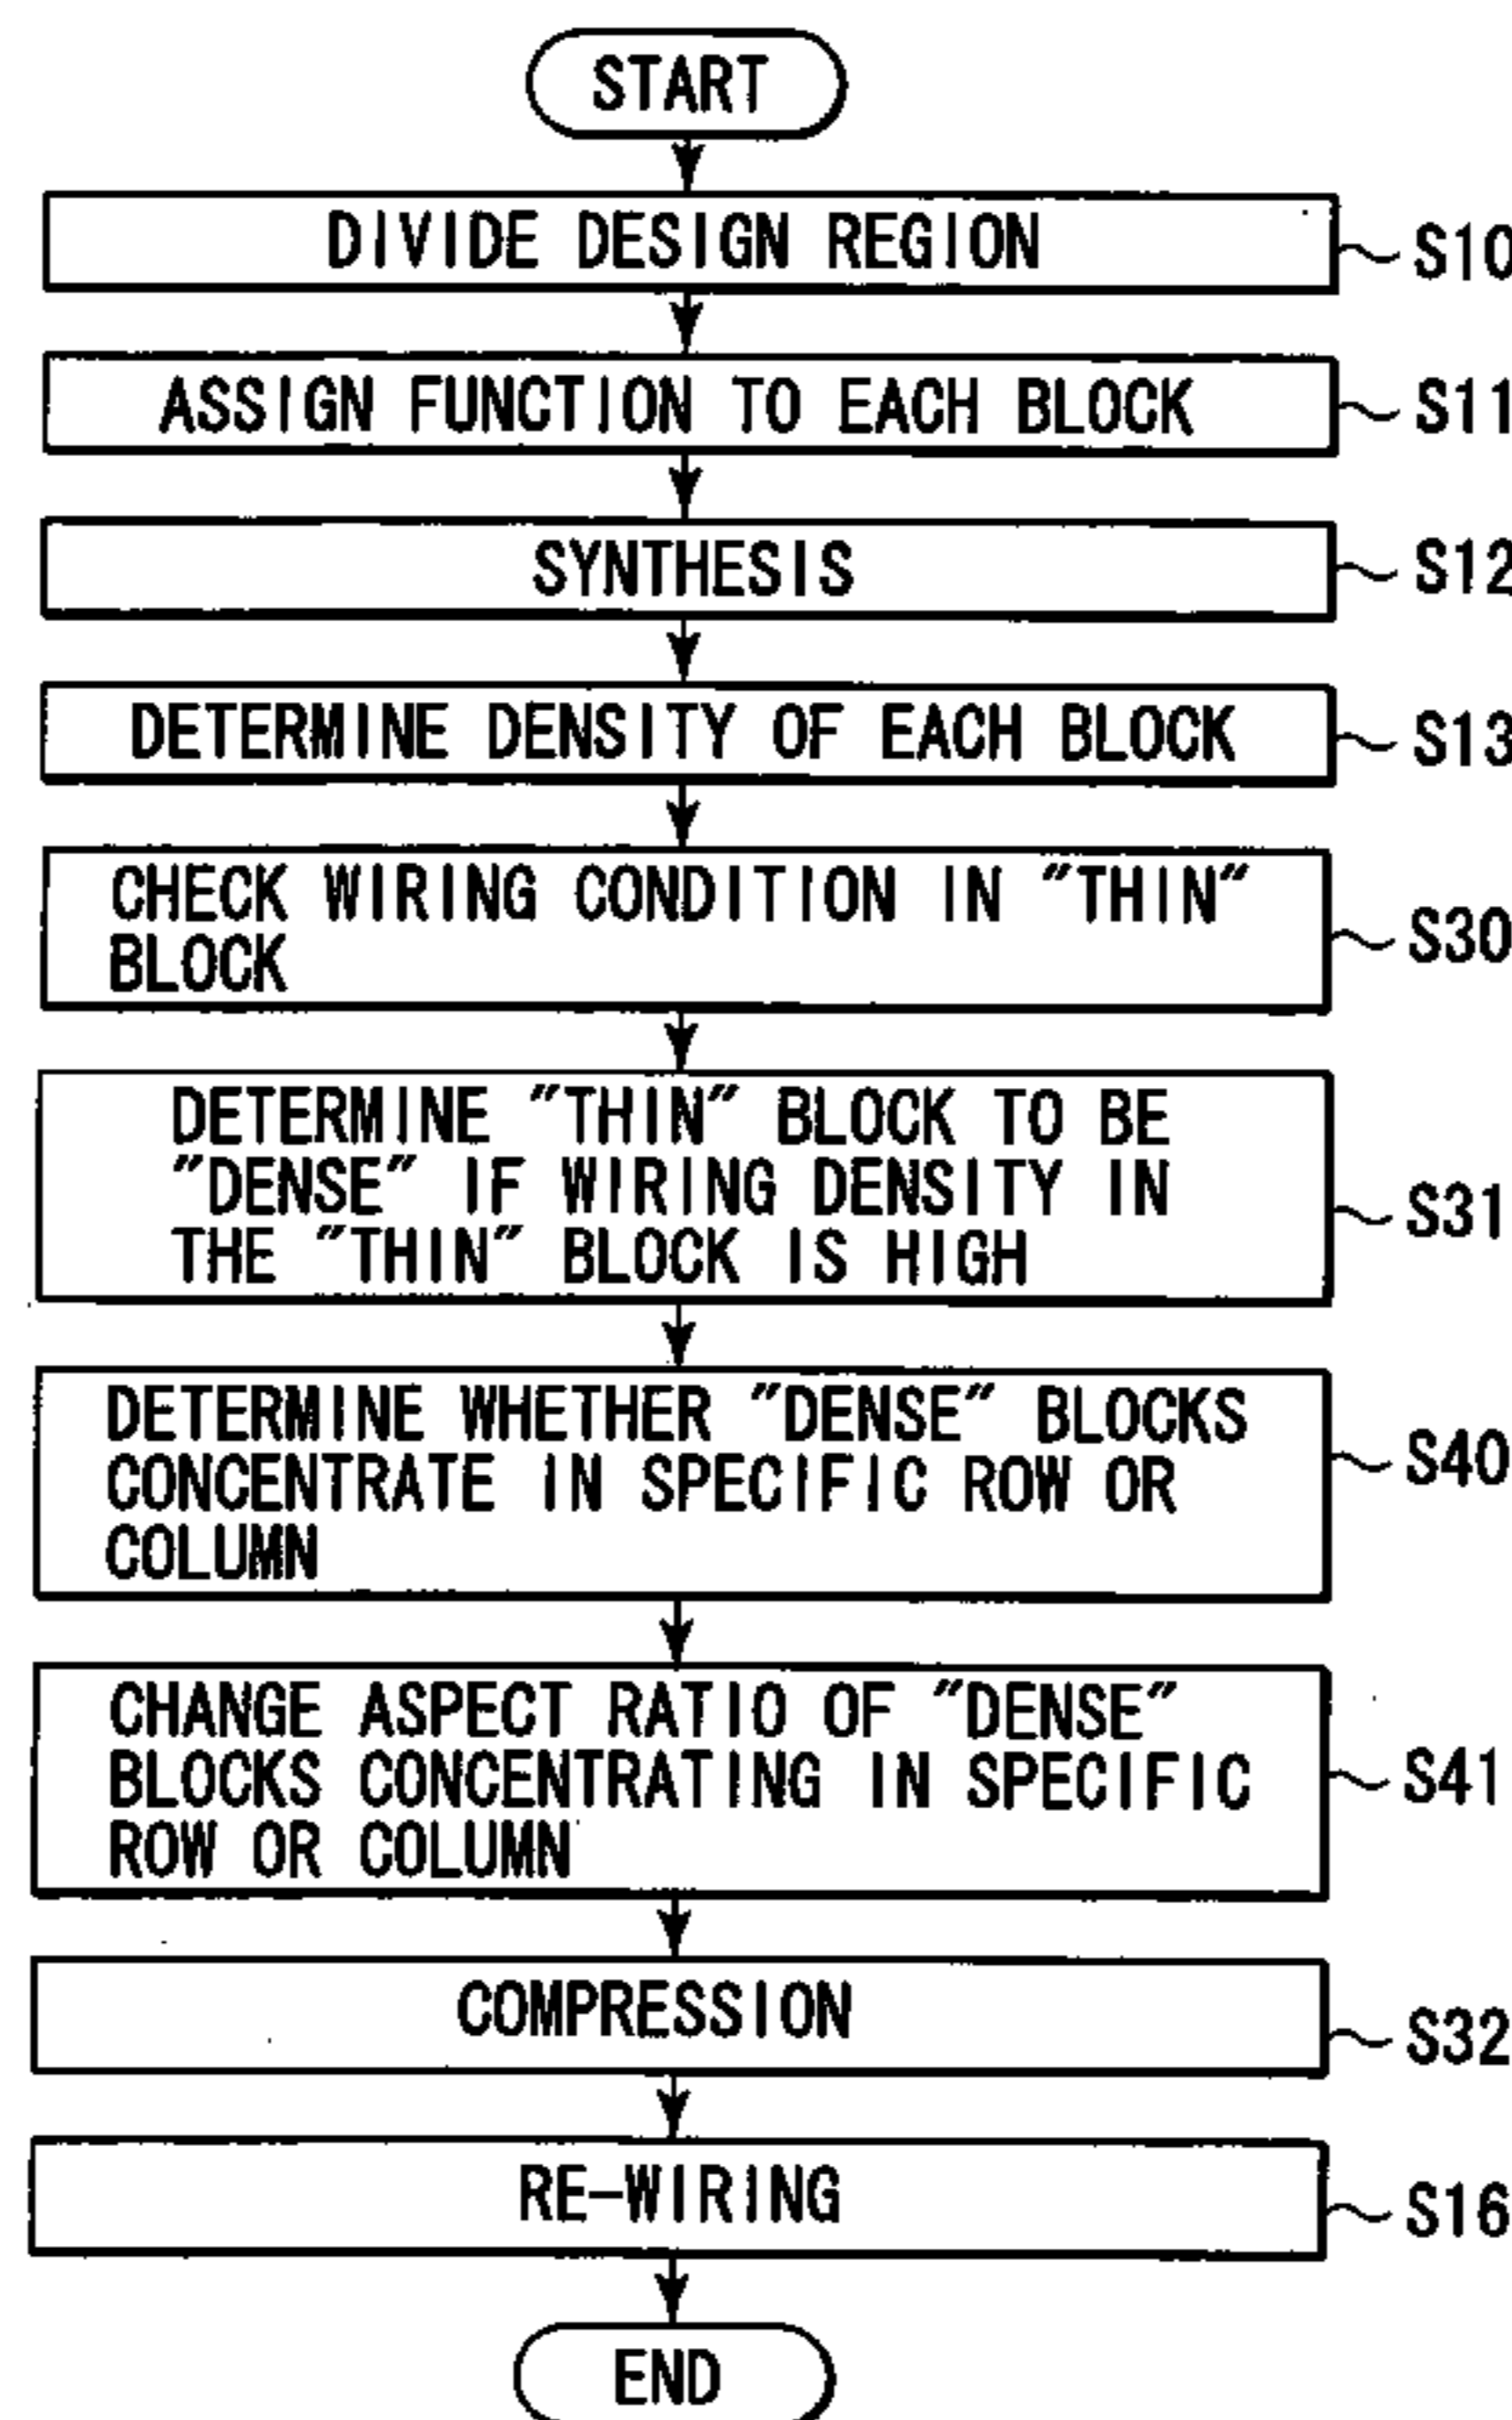 START
DIVIDE DESIGN REGION
S10
ASSIGN FUNCTION TO EACH BLOCK
S11
SYNTHESIS
S12
DETERMINE DENSITY OF EACH BLOCK
S13
CHECK WIRING CONDITION IN "THIN"
BLOCK
S30
DETERMINE "THIN" BLOCK TO BE
"DENSE" IF WIRING DENSITY IN
THE "THIN" BLOCK IS HIGH
S31
DETERMINE WHETHER "DENSE" BLOCKS
CONCENTRATE IN SPECIFIC ROW OR
COLUMN
S40
CHANGE ASPECT RATIO OF "DENSE"
BLOCKS CONCENTRATING IN SPECIFIC
ROW OR COLUMN
S41
COMPRESSION
S32
RE-WIRING
S16
END